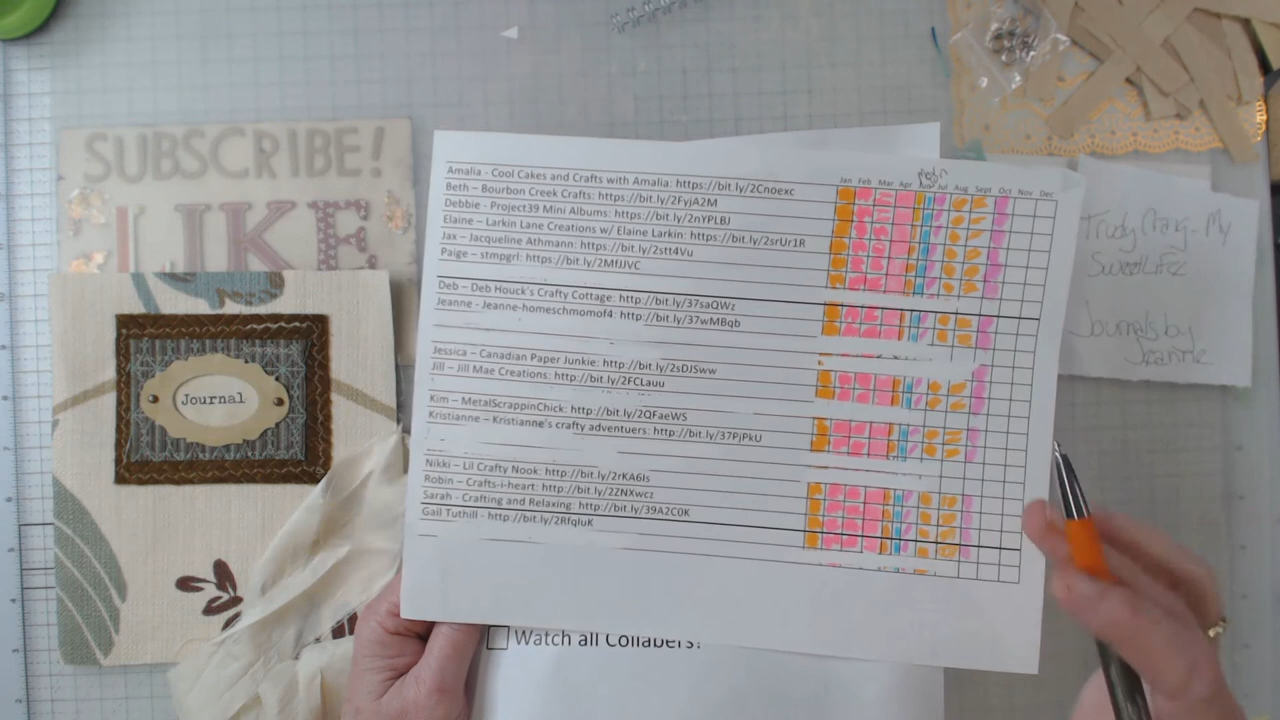 SUBSCRIBE!
LIKE
Journal
Jan Feb Mar Apr Jun Jul Aug Sept Oct Nov Dec
Amalia - Cool Cakes and Crafts with Amalia: https://bit.ly/2Cnoexc
Beth – Bourbon Creek Crafts: https://bit.ly/2FyjA2M
Debbie - Project39 Mini Albums: https://bit.ly/2nYPLBJ
Elaine – Larkin Lane Creations w/ Elaine Larkin: https://bit.ly/2srUr1R
Jax – Jacqueline Athmann: https://bit.ly/2stt4Vu
Paige – stmpgrl: https://bit.ly/2MfJJVC
Deb – Deb Houck's Crafty Cottage: http://bit.ly/37saQWz
Jeanne - Jeanne-homeschmomof4: http://bit.ly/37wMBqb
Jessica – Canadian Paper Junkie: http://bit.ly/2sDJSww
Jill – Jill Mae Creations: http://bit.ly/2FCLauu
Kim – MetalScrappinChick: http://bit.ly/2QFaeWS
Kristianne – Kristianne's crafty adventuers: http://bit.ly/37PjPkU
Nikki – Lil Crafty Nook: http://bit.ly/2rKA6Is
Robin – Crafts-i-heart: http://bit.ly/2ZNXwcz
Sarah - Crafting and Relaxing: http://bit.ly/39A2C0K
Gail Tuthill - http://bit.ly/2RfqIuK
Watch all Collabers!
Trudy Craig - My
Sweet Life
Journals by
Jeanne